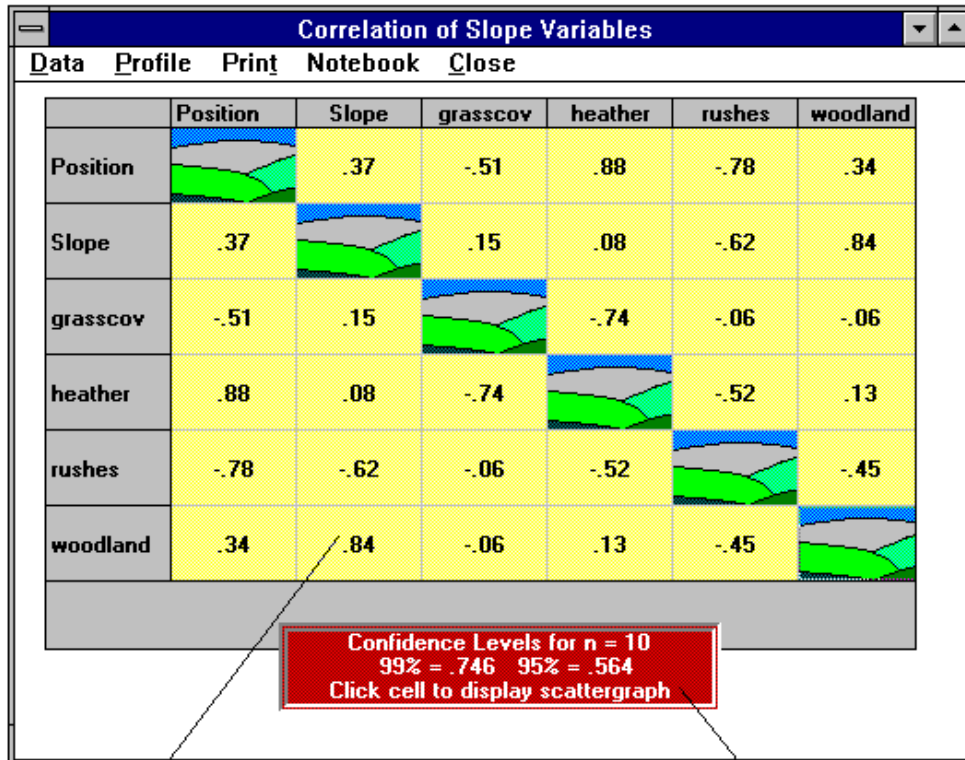 Correlation of Slope Variables
Data Profile Print Notebook Close
Position Slope grasscov heather rushes woodland
Position .37 -.51 .88 -.78 .34
Slope .37 .15 .08 -.62 .84
grasscov -.51 .15 -.74 -.06 -.06
heather .88 .08 -.74 -.52 .13
rushes -.78 -.62 -.06 -.52 -.45
woodland .34 .84 -.06 .13 -.45
Confidence Levels for n = 10
99% = .746 95% = .564
Click cell to display scattergraph